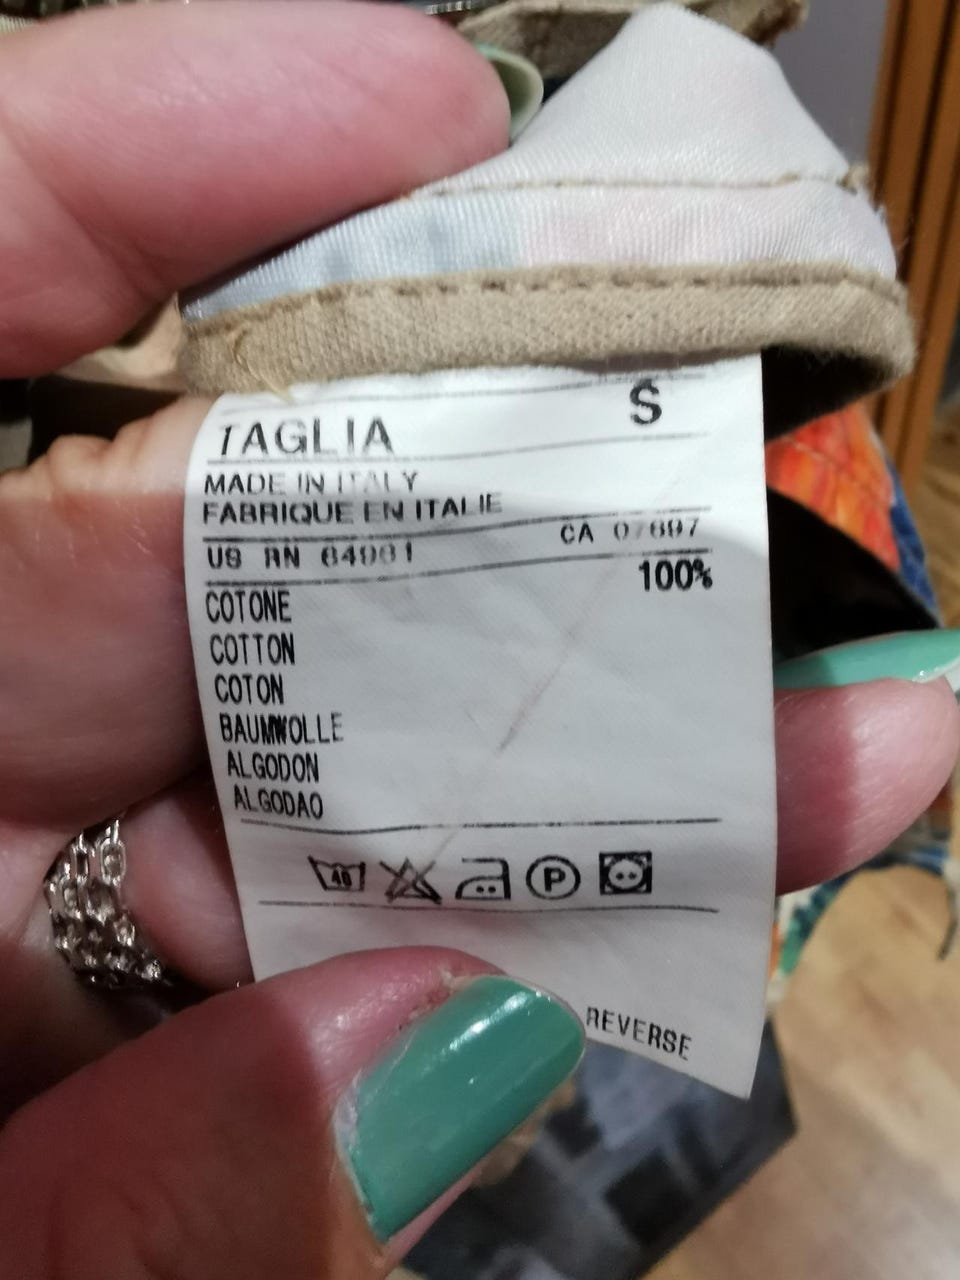 S
TAGLIA
MADE IN ITALY
FABRIQUE EN ITALIE
US RN 64981 CA 07697
100%
COTONE
COTTON
COTON
BAUMWOLLE
ALGODON
ALGODAO
40 P
REVERSE